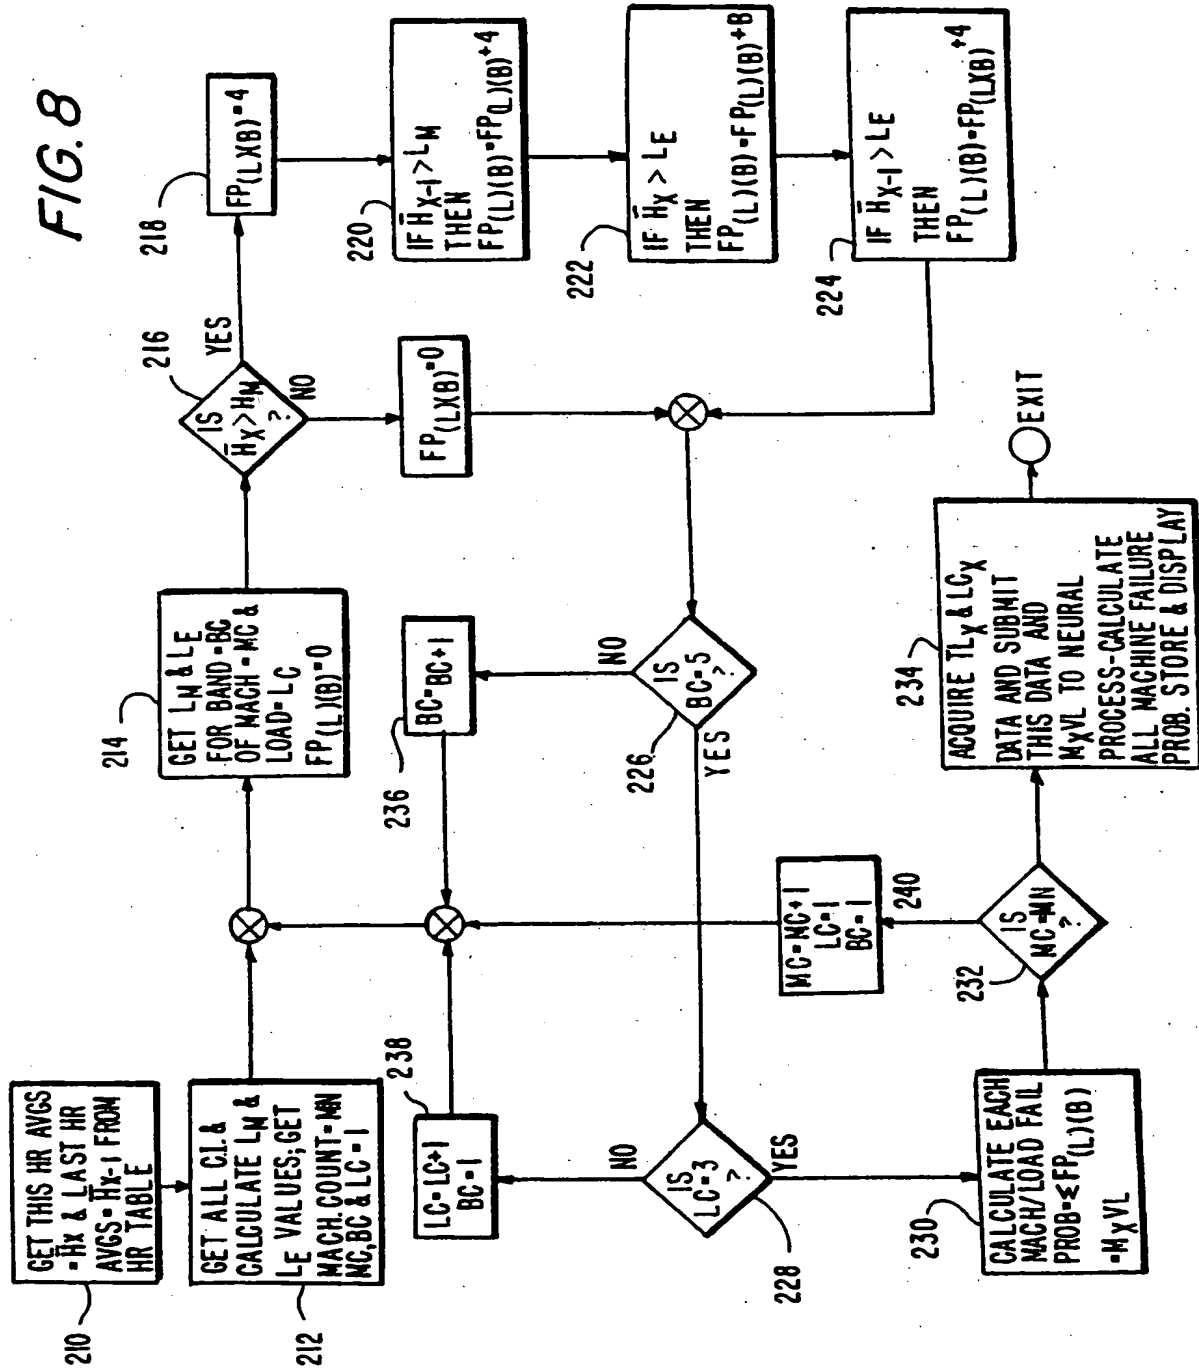 FIG. 8
210
GET THIS HR AVGS
=H̄X & LAST HR
AVGS=H̄X-1 FROM
HR TABLE
212
GET ALL C.I. &
CALCULATE LM &
LE VALUES; GET
MACH. COUNT=MN
MC, BC & LC = 1
214
GET LM & LE
FOR BAND=BC
OF MACH=MC &
LOAD=LC
FP(L)(B)=0
216
IS
H̄X>HM
?
YES
NO
218
FP(L)(B)=4
FP(L)(B)=0
220
IF H̄X-1>LM
THEN
FP(L)(B)=FP(L)(B)+4
222
IF H̄X > LE
THEN
FP(L)(B)=FP(L)(B)+B
224
IF H̄X-1>LE
THEN
FP(L)(B)=FP(L)(B)+4
226
IS
BC=5
?
NO
YES
236
BC=BC+1
228
IS
LC=3
?
NO
YES
238
LC=LC+1
BC=1
230
CALCULATE EACH
MACH/LOAD FAIL
PROB=≤FP(L)(B)
=MXVL
232
IS
MC=MN
?
240
MC=MC+1
LC=1
BC=1
234
ACQUIRE TLX & LCX
DATA AND SUBMIT
THIS DATA AND
MXVL TO NEURAL
PROCESS-CALCULATE
ALL MACHINE FAILURE
PROB. STORE & DISPLAY
EXIT